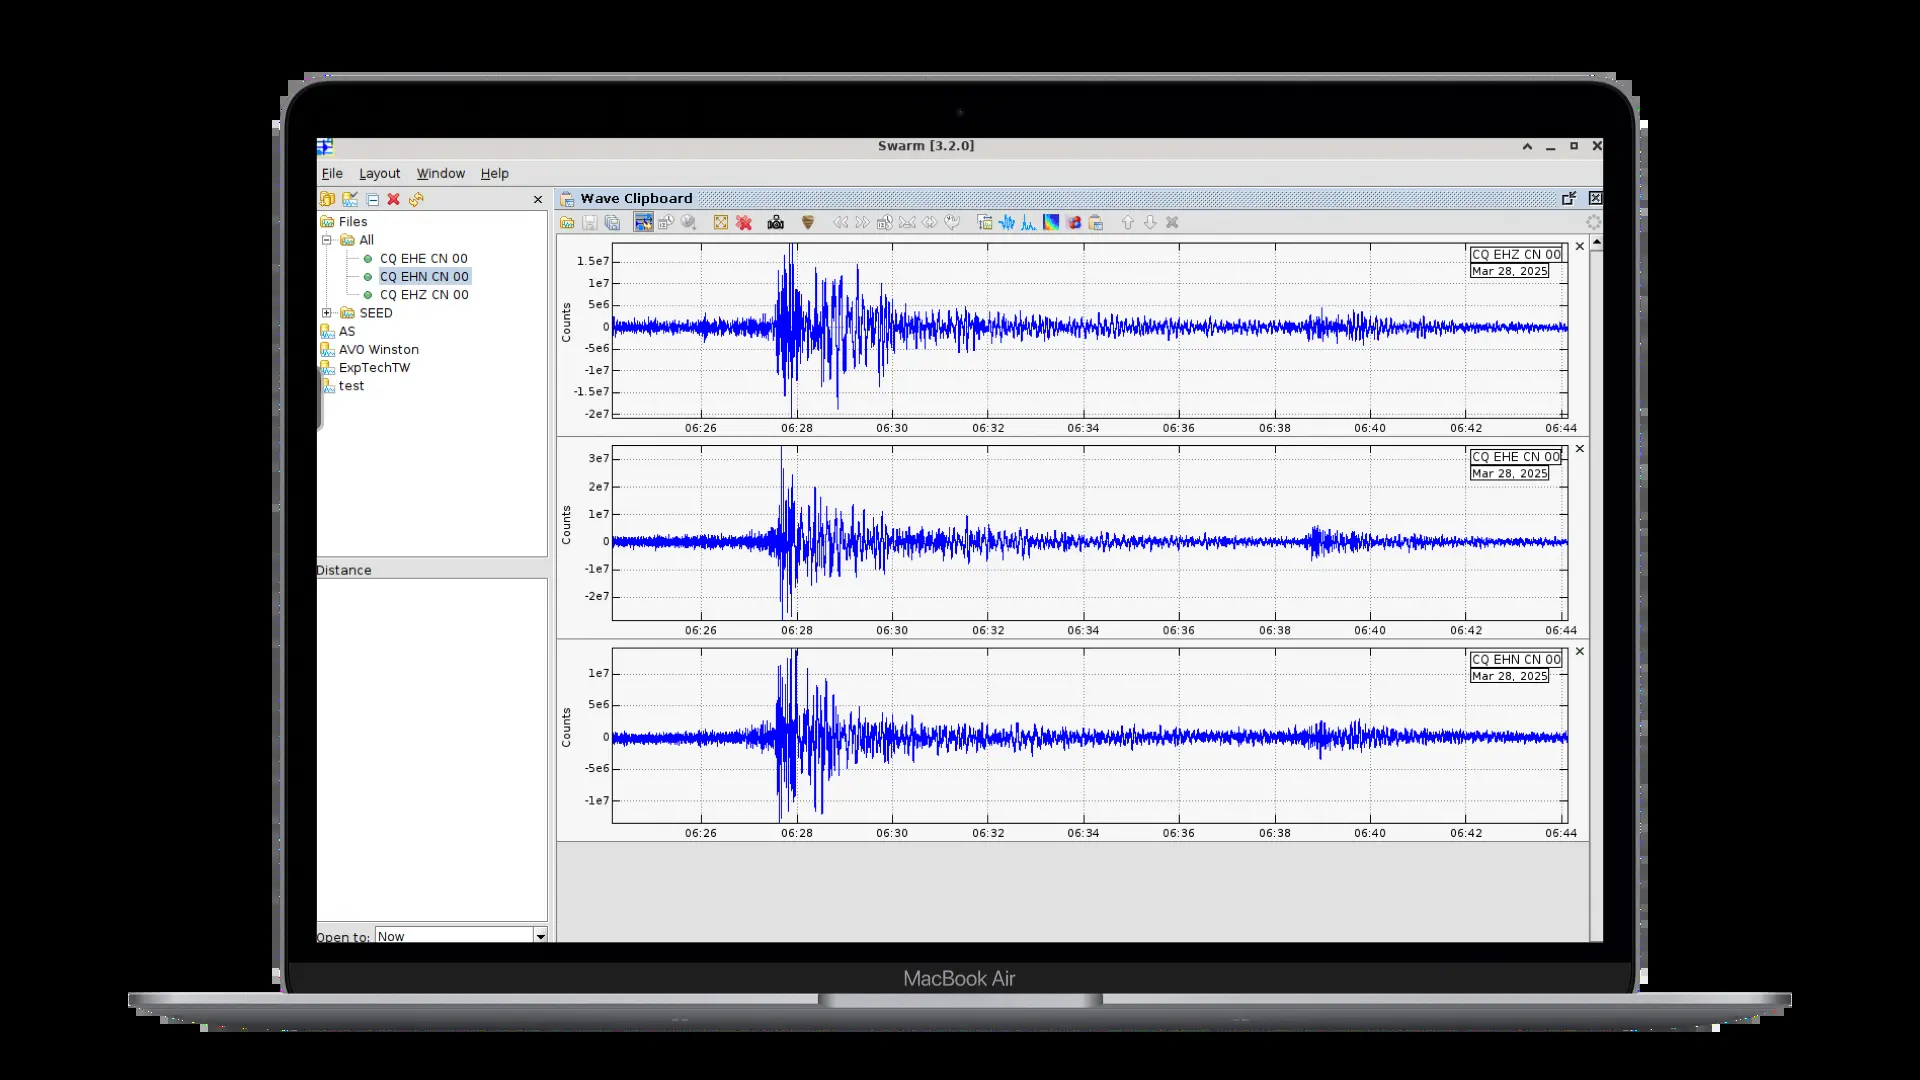 Swarm [3.2.0]
File Layout Window Help
Wave Clipboard
Files
All
CQ EHE CN 00
CQ EHN CN 00
CQ EHZ CN 00
SEED
AS
AVO Winston
ExpTechTW
test
Distance
Open to: Now
CQ EHZ CN 00
Mar 28, 2025
Counts
1.5e7
1e7
5e6
0
-5e6
-1e7
-1.5e7
-2e7
06:26 06:28 06:30 06:32 06:34 06:36 06:38 06:40 06:42 06:44
CQ EHE CN 00
Mar 28, 2025
Counts
3e7
2e7
1e7
0
-1e7
-2e7
06:26 06:28 06:30 06:32 06:34 06:36 06:38 06:40 06:42 06:44
CQ EHN CN 00
Mar 28, 2025
Counts
1e7
5e6
0
-5e6
-1e7
06:26 06:28 06:30 06:32 06:34 06:36 06:38 06:40 06:42 06:44
MacBook Air